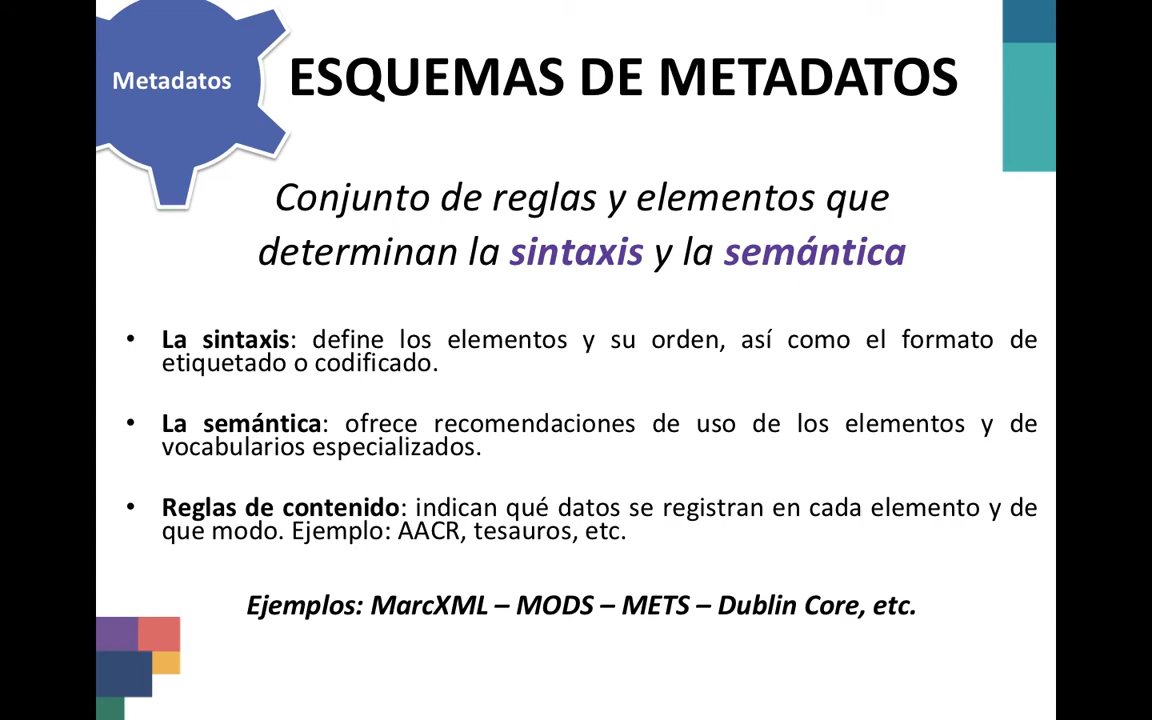 Metadatos
ESQUEMAS DE METADATOS
Conjunto de reglas y elementos que
determinan la sintaxis y la semántica
• La sintaxis: define los elementos y su orden, así como el formato de
etiquetado o codificado.
• La semántica: ofrece recomendaciones de uso de los elementos y de
vocabularios especializados.
• Reglas de contenido: indican qué datos se registran en cada elemento y de
que modo. Ejemplo: AACR, tesauros, etc.
Ejemplos: MarcXML – MODS – METS – Dublin Core, etc.